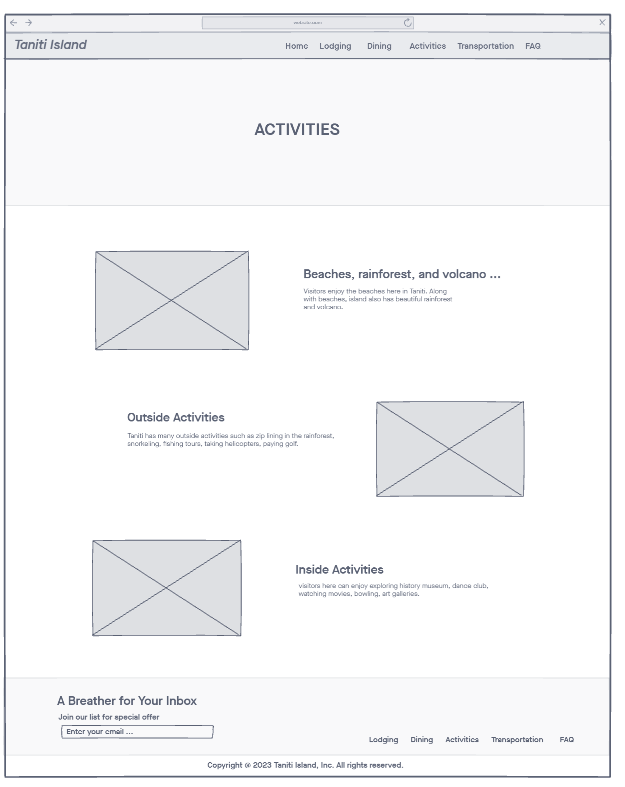 Taniti Island
Home Lodging Dining Activities Transportation FAQ
ACTIVITIES
Beaches, rainforest, and volcano ...
Visitors enjoy the beaches here in Taniti. Along
with beaches, island also has beautiful rainforest
and volcano.
Outside Activities
Taniti has many outside activities such as zip lining in the rainforest,
snorkeling, fishing tours, taking helicopters, paying golf.
Inside Activities
visitors here can enjoy exploring history museum, dance club,
watching movies, bowling, art galleries.
A Breather for Your Inbox
Join our list for special offer
Enter your email ...
Lodging Dining Activities Transportation FAQ
Copyright © 2023 Taniti Island, Inc. All rights reserved.